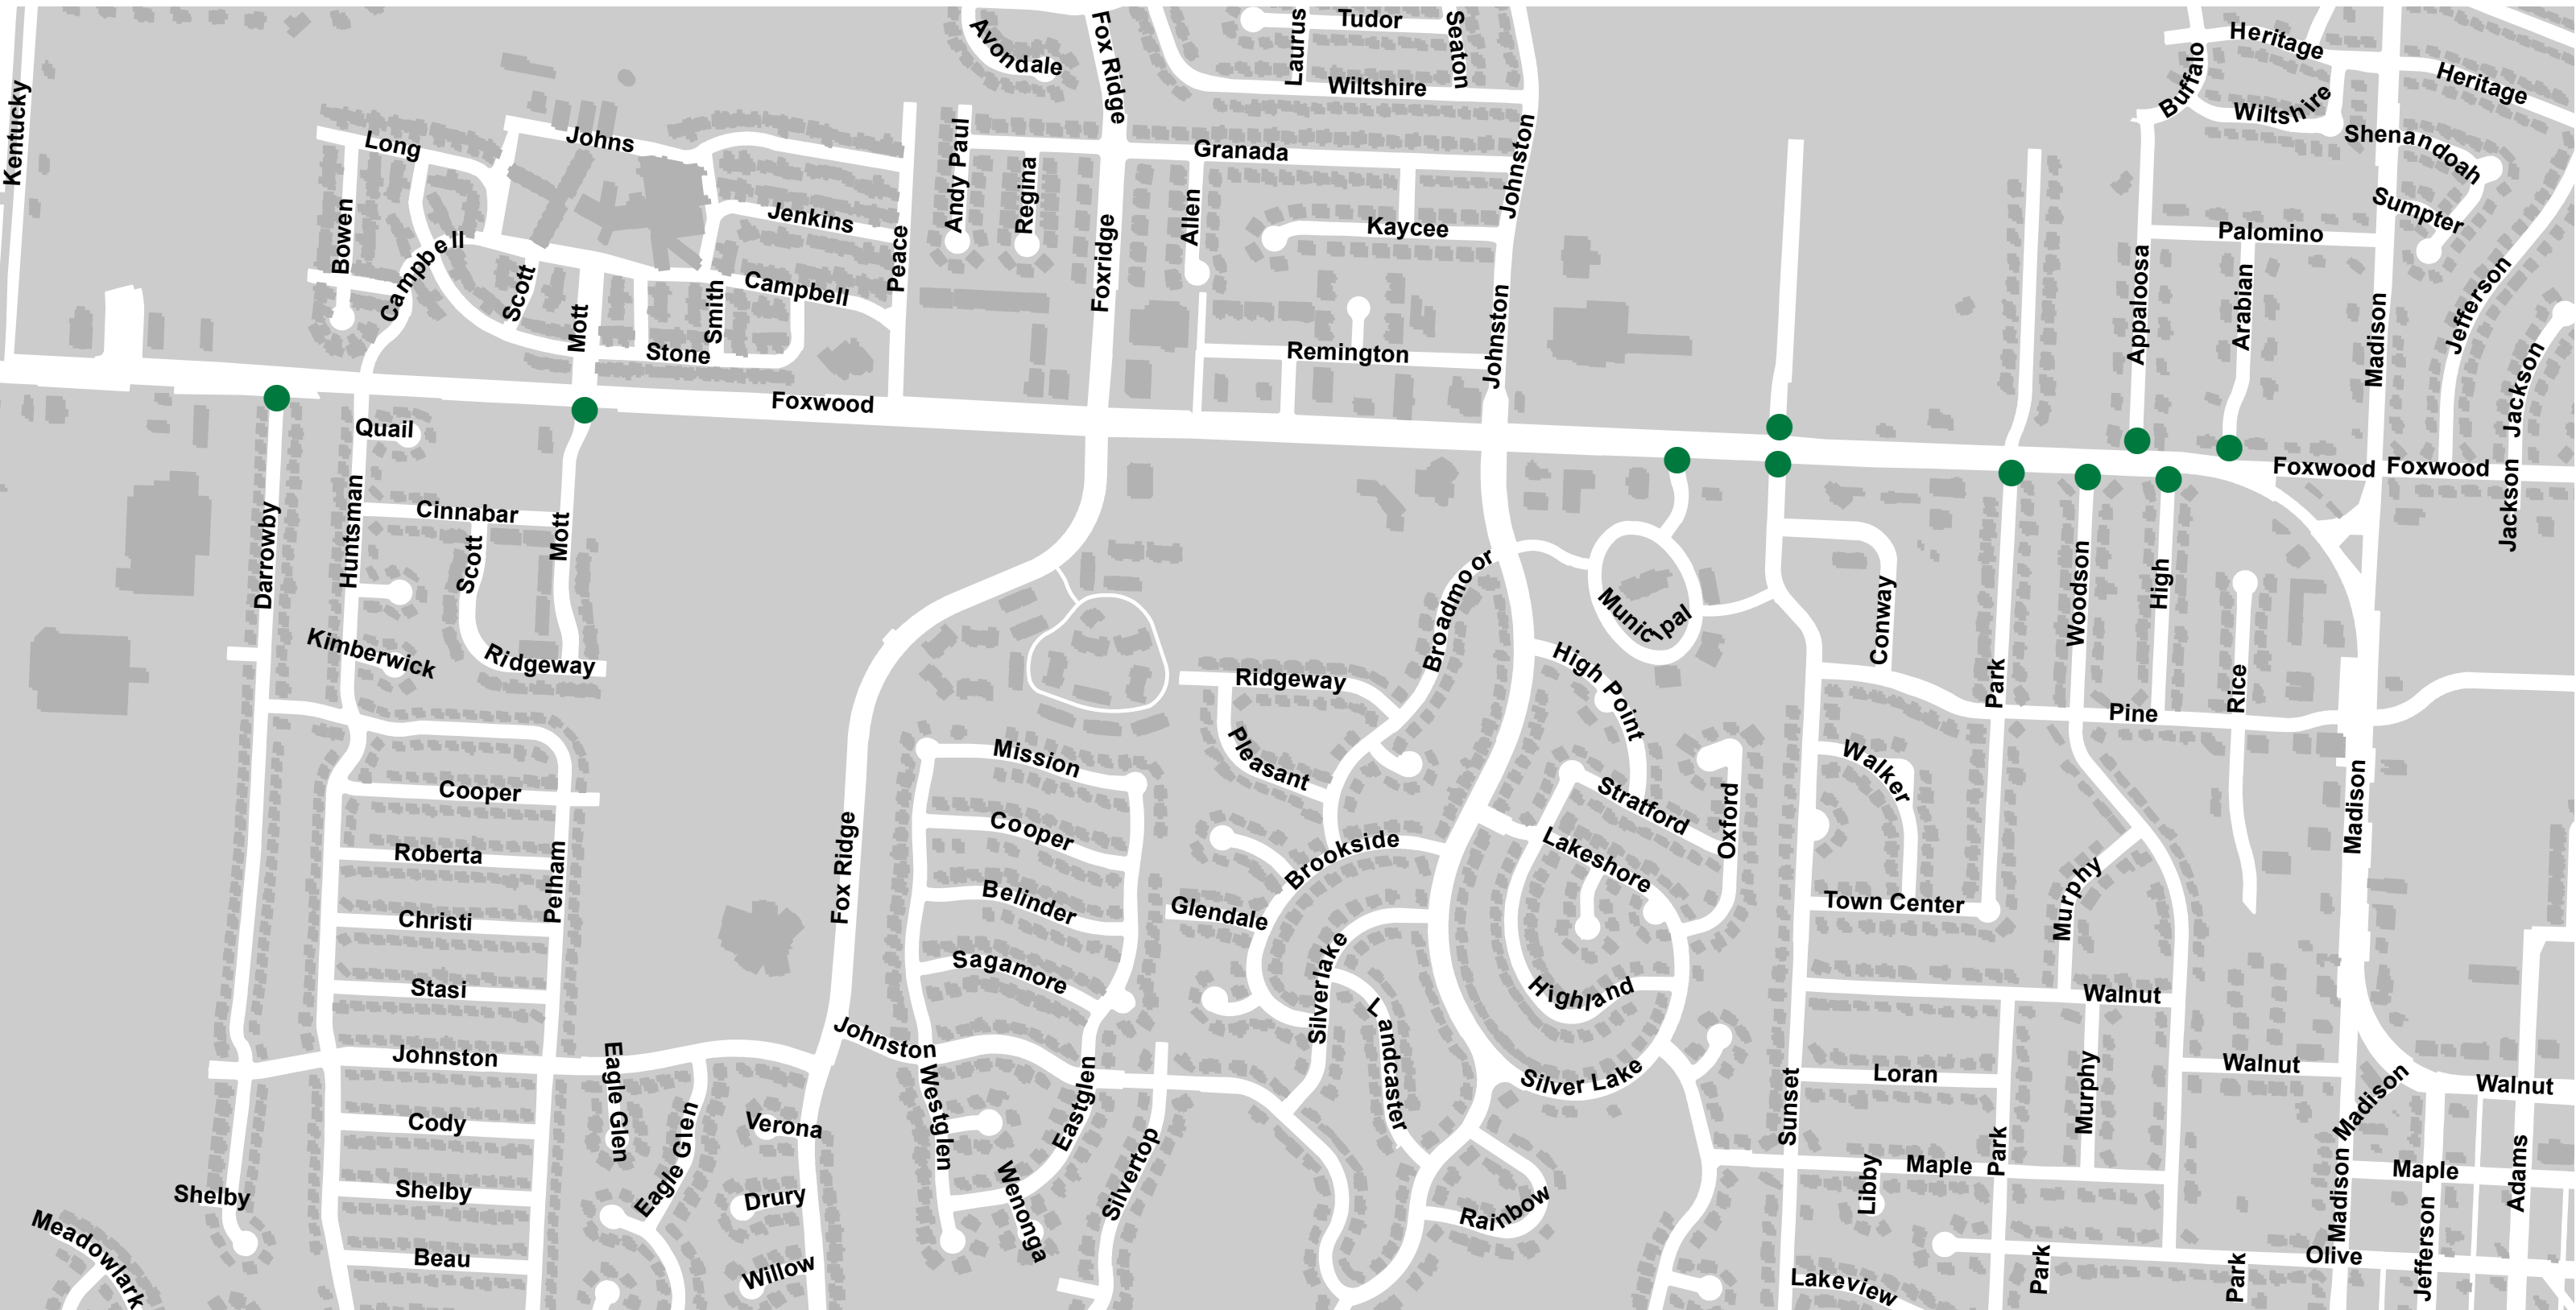 Avondale
Fox Ridge
Laurus
Tudor
Seaton
Wiltshire
Buffalo
Heritage
Heritage
Wiltshire
Shenandoah
Sumpter
Kentucky
Long
Johns
Andy Paul
Regina
Granada
Johnston
Bowen
Campbell
Jenkins
Peace
Foxridge
Allen
Kaycee
Palomino
Appaloosa
Arabian
Madison
Jefferson
Jackson
Scott
Mott
Smith
Campbell
Stone
Remington
Johnston
Foxwood
Foxwood
Foxwood
Quail
Jackson
Darrowby
Huntsman
Cinnabar
Scott
Mott
Kimberwick
Ridgeway
Broadmoor
Municipal
Conway
Park
Woodson
High
Rice
Pine
Ridgeway
High Point
Pleasant
Mission
Stratford
Oxford
Walker
Madison
Cooper
Cooper
Roberta
Pelham
Fox Ridge
Belinder
Brookside
Lakeshore
Christi
Glendale
Town Center
Murphy
Sagamore
Silverlake
Highland
Landcaster
Stasi
Walnut
Johnston
Johnston
Eagle Glen
Westglen
Eastglen
Silver Lake
Sunset
Loran
Murphy
Walnut
Madison
Walnut
Cody
Eagle Glen
Verona
Silvertop
Park
Maple
Maple
Libby
Adams
Shelby
Shelby
Drury
Wenonga
Rainbow
Madison
Jefferson
Meadowlark
Beau
Willow
Lakeview
Park
Park
Olive